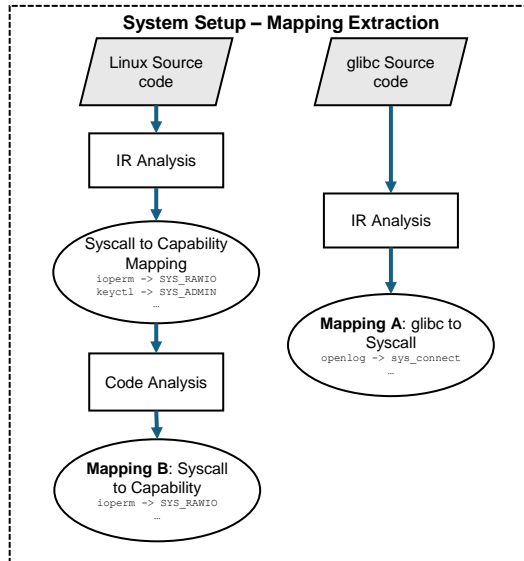 System Setup – Mapping Extraction
Linux Source
code
IR Analysis
Syscall to Capability
Mapping
ioperm -> SYS_RAWIO
keyctl -> SYS_ADMIN
…
Code Analysis
Mapping B: Syscall
to Capability
ioperm -> SYS_RAWIO
…
glibc Source
code
IR Analysis
Mapping A: glibc to
Syscall
openlog -> sys_connect
…